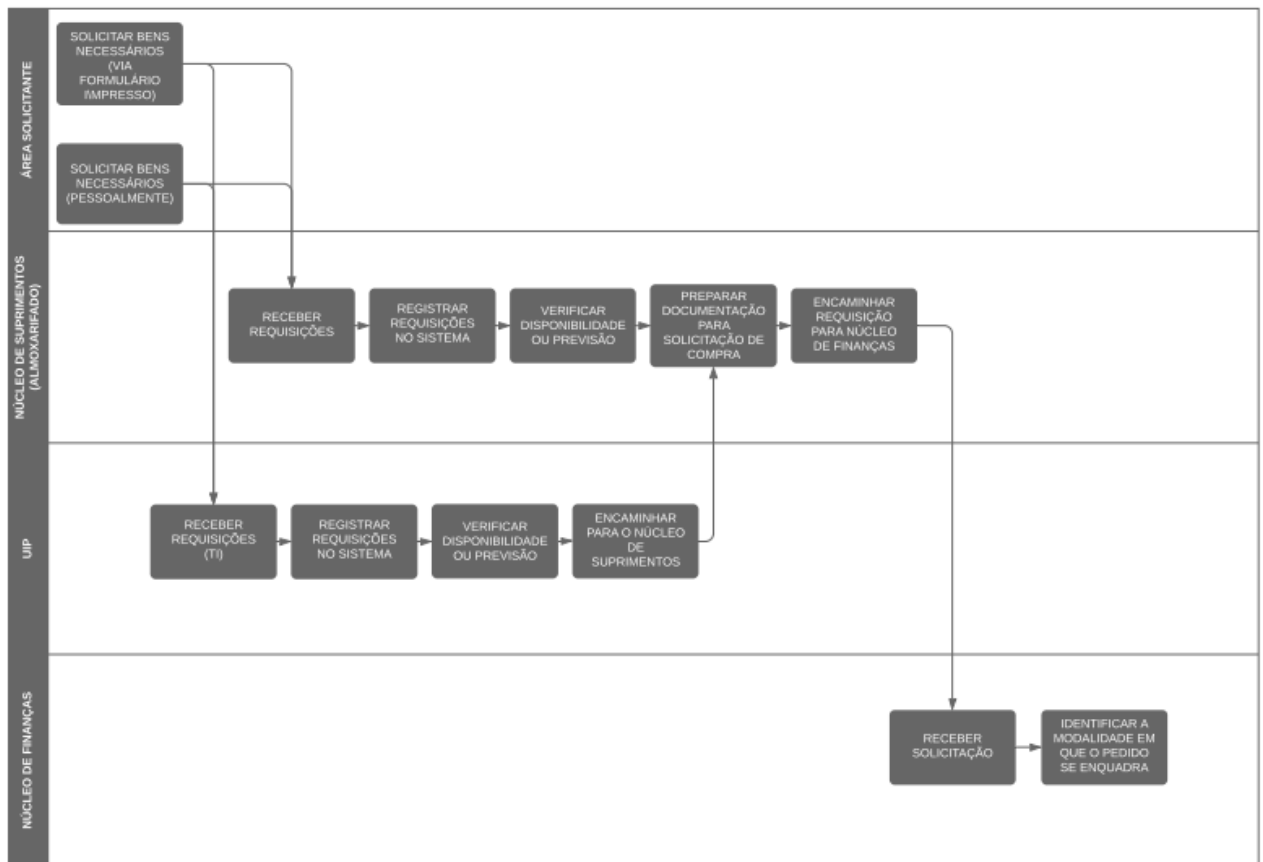 ÁREA SOLICITANTE
SOLICITAR BENS
NECESSÁRIOS
(VIA
FORMULÁRIO
I\MPRESSO)
SOLICITAR BENS
NECESSÁRIOS
(PESSOALMENTE)
NÚCLEO DE SUPRIMENTOS
(ALMOXARIFADO)
RECEBER
REQUISIÇÕES
REGISTRAR
REQUISIÇÕES
NO SISTEMA
VERIFICAR
DISPONIBILIDADE
OU PREVISÃO
PREPARAR
DOCUMENTAÇÃO
PARA
SOLICITAÇÃO DE
COMPRA
ENCAMINHAR
REQUISIÇÃO
PARA NÚCLEO
DE FINANÇAS
UIP
RECEBER
REQUISIÇÕES
(TI)
REGISTRAR
REQUISIÇÕES
NO SISTEMA
VERIFICAR
DISPONIBILIDADE
OU PREVISÃO
ENCAMINHAR
PARA O NÚCLEO
DE
SUPRIMENTOS
NÚCLEO DE FINANÇAS
RECEBER
SOLICITAÇÃO
IDENTIFICAR A
MODALIDADE EM
QUE O PEDIDO
SE ENQUADRA